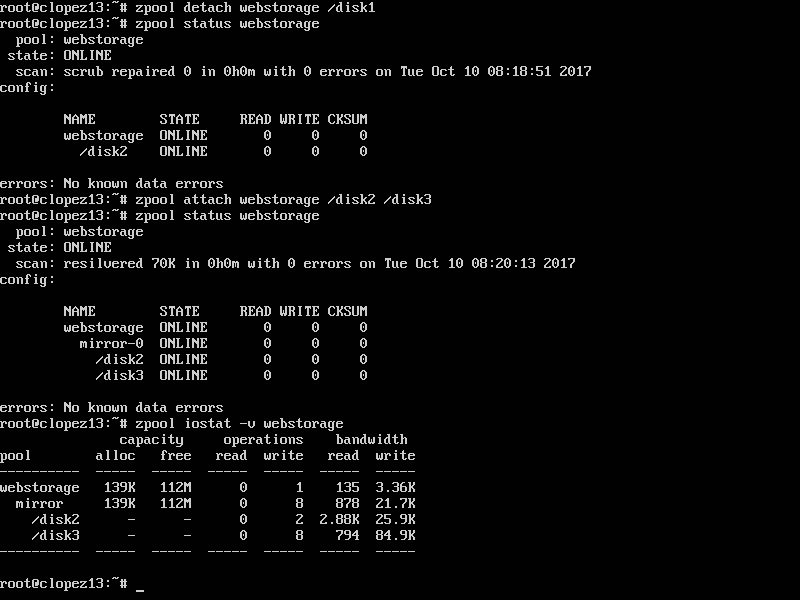 root@clopez13:~# zpool detach webstorage /disk1
root@clopez13:~# zpool status webstorage
  pool: webstorage
 state: ONLINE
  scan: scrub repaired 0 in 0h0m with 0 errors on Tue Oct 10 08:18:51 2017
config:

        NAME        STATE     READ WRITE CKSUM
        webstorage  ONLINE       0     0     0
          /disk2    ONLINE       0     0     0

errors: No known data errors
root@clopez13:~# zpool attach webstorage /disk2 /disk3
root@clopez13:~# zpool status webstorage
  pool: webstorage
 state: ONLINE
  scan: resilvered 70K in 0h0m with 0 errors on Tue Oct 10 08:20:13 2017
config:

        NAME        STATE     READ WRITE CKSUM
        webstorage  ONLINE       0     0     0
          mirror-0  ONLINE       0     0     0
            /disk2  ONLINE       0     0     0
            /disk3  ONLINE       0     0     0

errors: No known data errors
root@clopez13:~# zpool iostat -v webstorage
               capacity     operations    bandwidth
pool        alloc   free   read  write   read  write
----------  -----  -----  -----  -----  -----  -----
webstorage   139K   112M      0      1    135  3.36K
  mirror     139K   112M      0      8    878  21.7K
    /disk2      -      -      0      2  2.88K  25.9K
    /disk3      -      -      0      8    794  84.9K
----------  -----  -----  -----  -----  -----  -----

root@clopez13:~# _